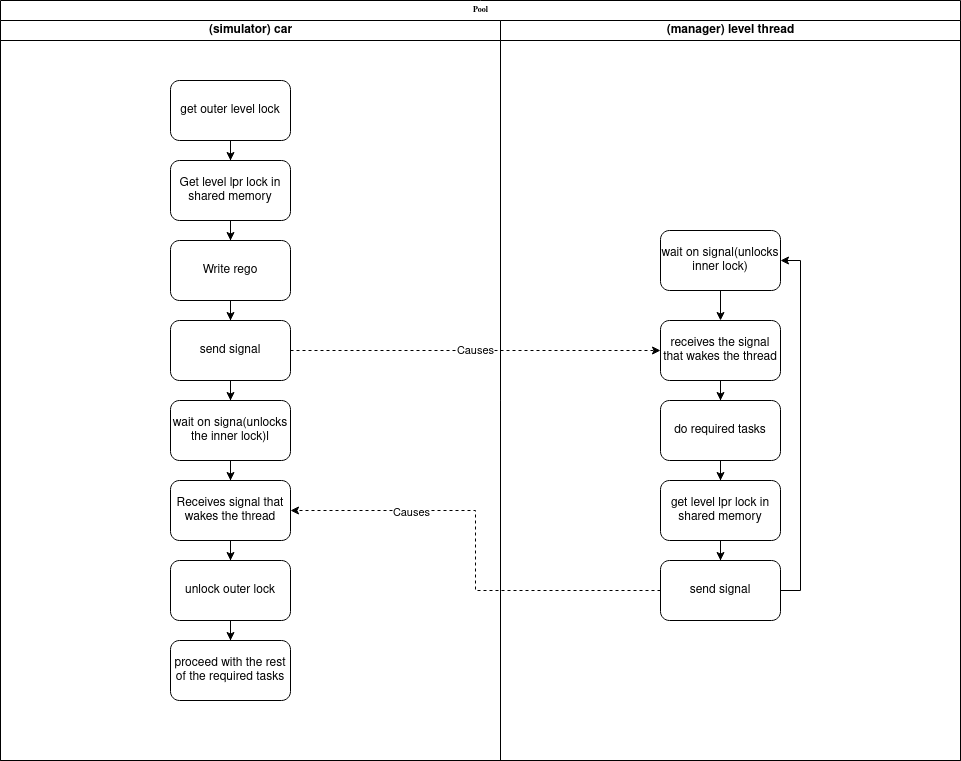 Pool
(simulator) car
(manager) level thread
get outer level lock
Get level lpr lock in
shared memory
Write rego
send signal
wait on signa(unlocks
the inner lock)l
Receives signal that
wakes the thread
unlock outer lock
proceed with the rest
of the required tasks
Causes
Causes
wait on signal(unlocks
inner lock)
receives the signal
that wakes the thread
do required tasks
get level lpr lock in
shared memory
send signal